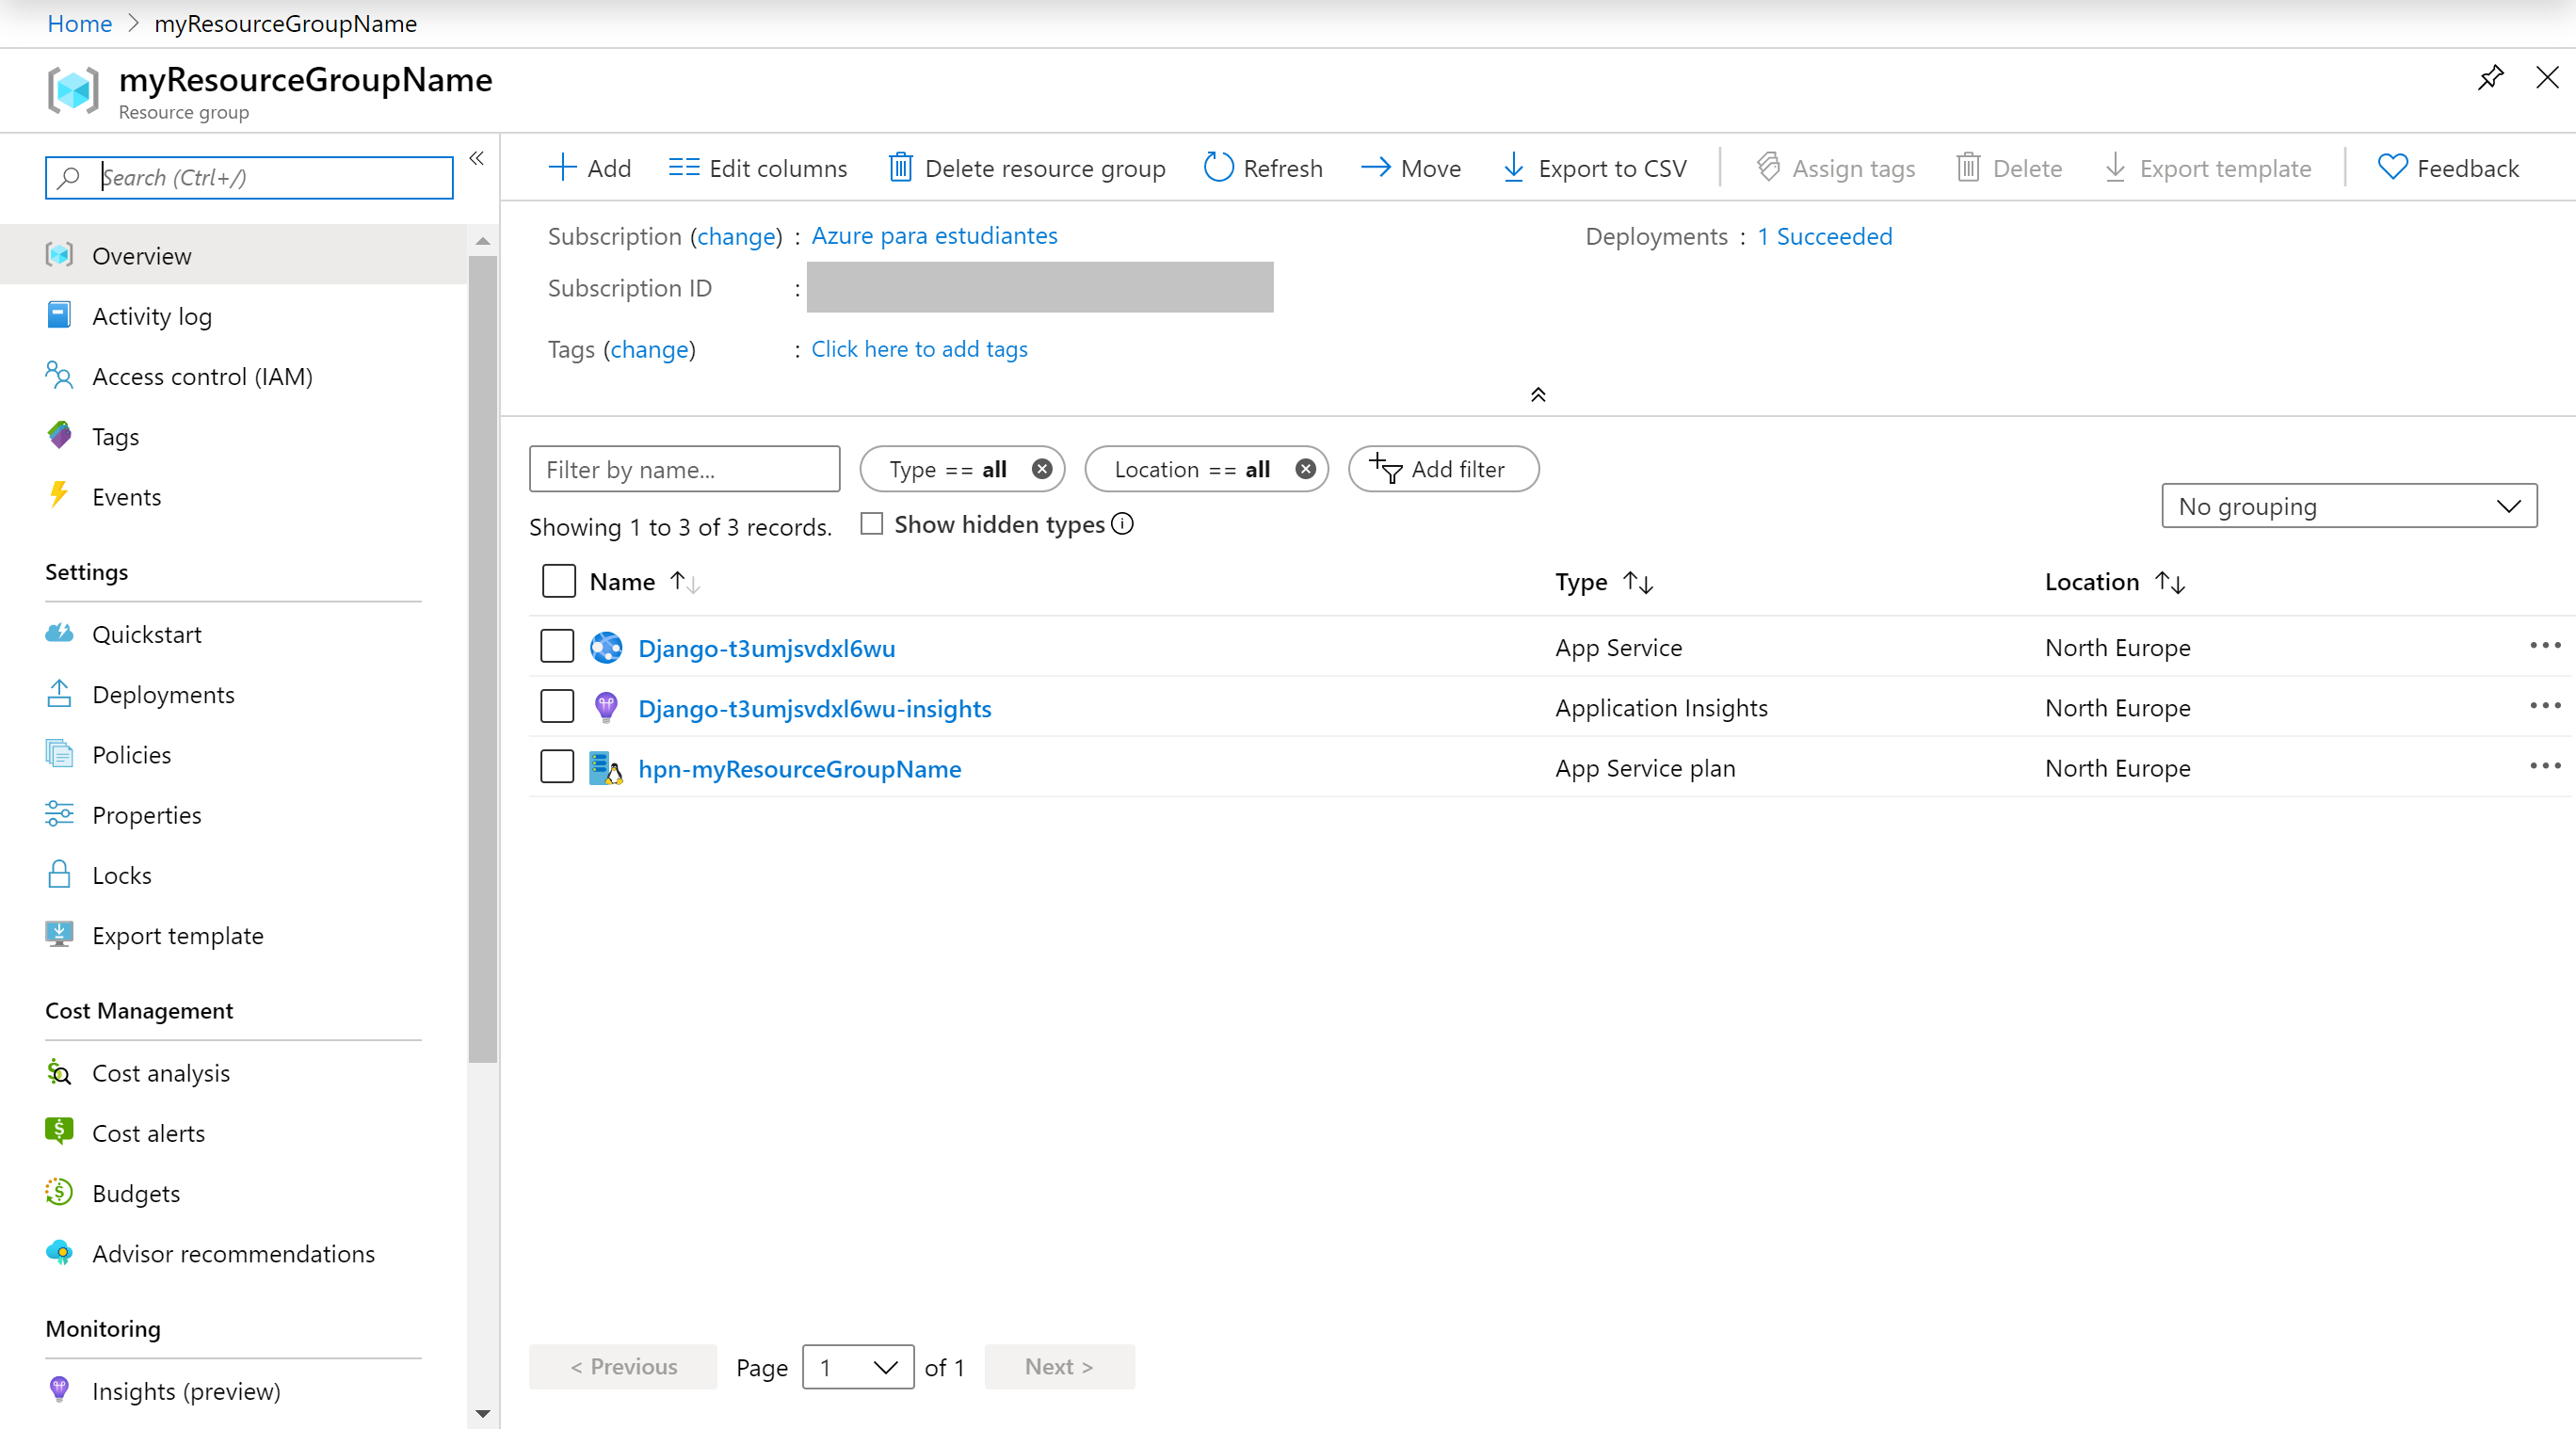 Home > myResourceGroupName
myResourceGroupName
Resource group
Search (Ctrl+/)
«
Overview
Activity log
Access control (IAM)
Tags
Events
Settings
Quickstart
Deployments
Policies
Properties
Locks
Export template
Cost Management
Cost analysis
Cost alerts
Budgets
Advisor recommendations
Monitoring
Insights (preview)
Add Edit columns Delete resource group Refresh Move Export to CSV Assign tags Delete Export template Feedback
Subscription (change) : Azure para estudiantes Deployments : 1 Succeeded
Subscription ID :
Tags (change) : Click here to add tags
Filter by name... Type == all Location == all Add filter
No grouping
Showing 1 to 3 of 3 records. Show hidden types
Name Type Location
Django-t3umjsvdxl6wu App Service North Europe
Django-t3umjsvdxl6wu-insights Application Insights North Europe
hpn-myResourceGroupName App Service plan North Europe
< Previous Page 1 of 1 Next >